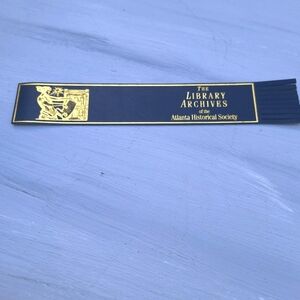 THE
LIBRARY
ARCHIVES
of the
Atlanta Historical Society